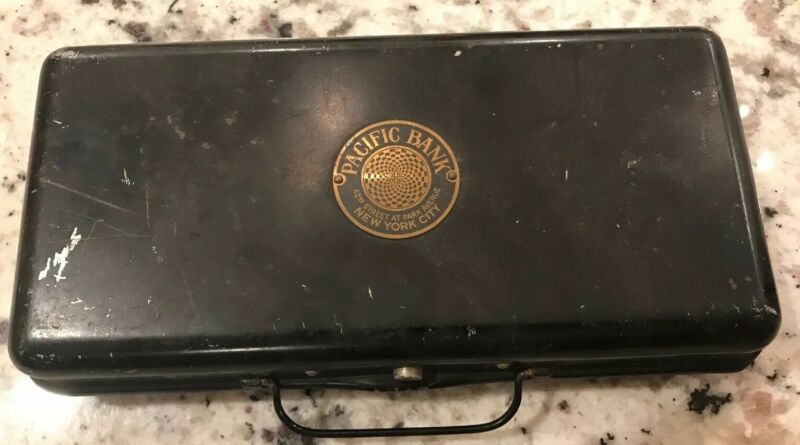 PACIFIC BANK
42ND STREET AT PARK AVENUE
NEW YORK CITY